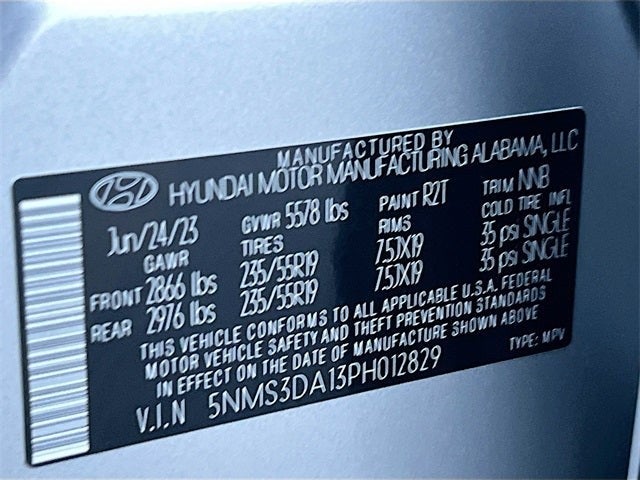 MANUFACTURED BY
HYUNDAI MOTOR MANUFACTURING ALABAMA, LLC
Jun/24/23 GVWR 5578 lbs PAINT R2T TRIM NNB
GAWR TIRES RIMS COLD TIRE INFL
FRONT 2866 lbs 235/55R19 7.5JX19 35 psi SINGLE
REAR 2976 lbs 235/55R19 7.5JX19 35 psi SINGLE
THIS VEHICLE CONFORMS TO ALL APPLICABLE U.S.A. FEDERAL
MOTOR VEHICLE SAFETY AND THEFT PREVENTION STANDARDS
IN EFFECT ON THE DATE OF MANUFACTURE SHOWN ABOVE
V.I.N 5NMS3DA13PH012829 TYPE: MPV